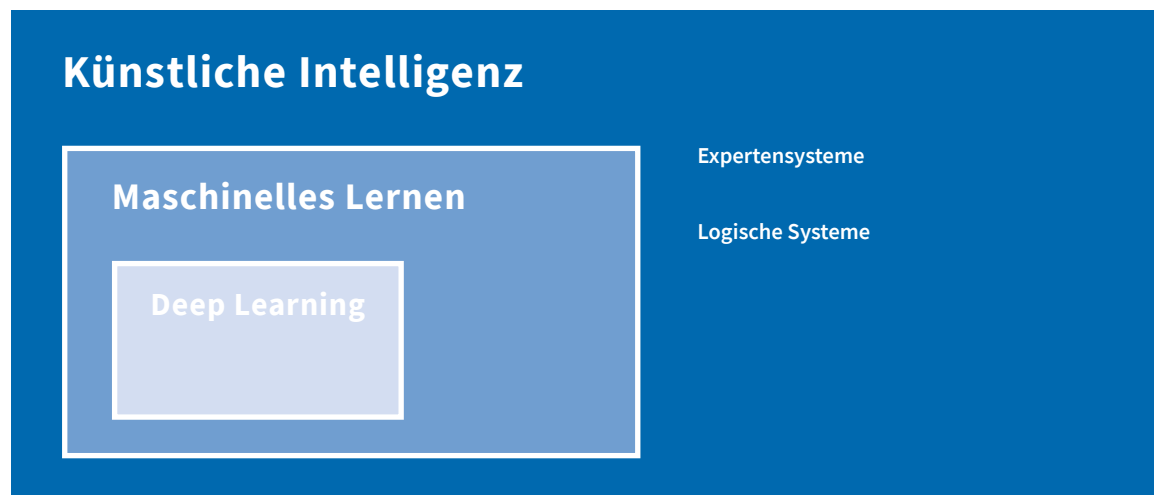 Künstliche Intelligenz
Maschinelles Lernen
Deep Learning
Expertensysteme
Logische Systeme